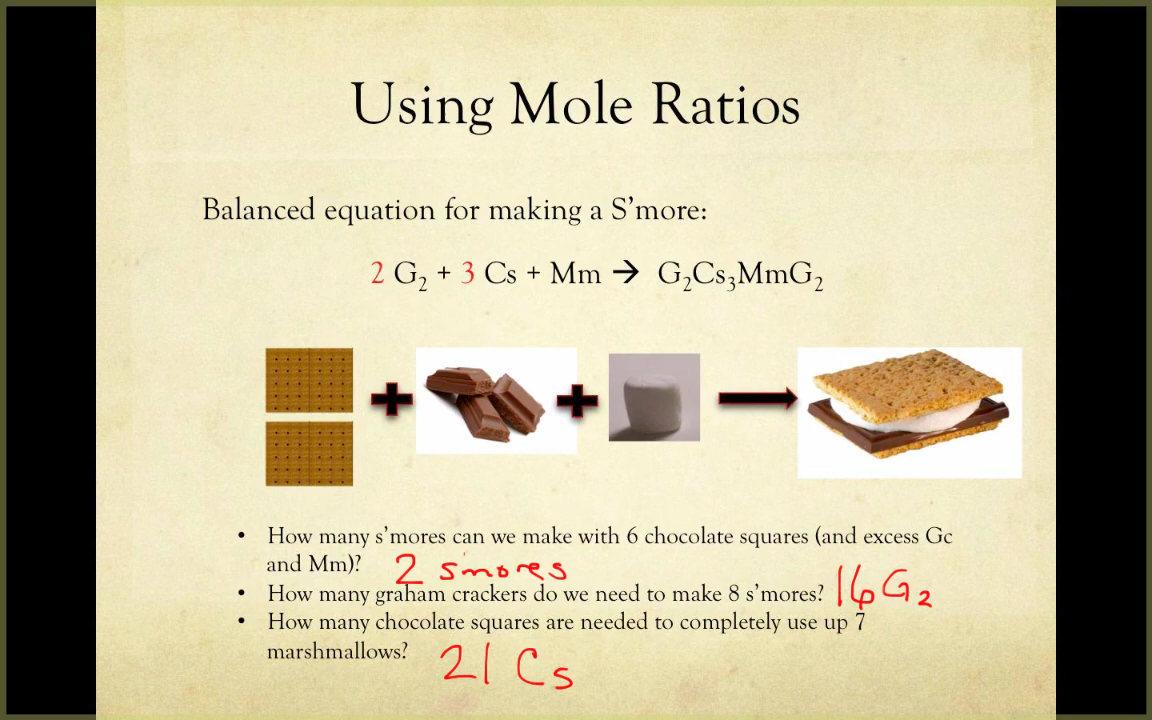 Using Mole Ratios
Balanced equation for making a S'more:
2 G₂ + 3 Cs + Mm → G₂Cs₃MmG₂
• How many s'mores can we make with 6 chocolate squares (and excess Gc
and Mm)? 2 s'mores
• How many graham crackers do we need to make 8 s'mores? 16 G₂
• How many chocolate squares are needed to completely use up 7
marshmallows? 21 Cs